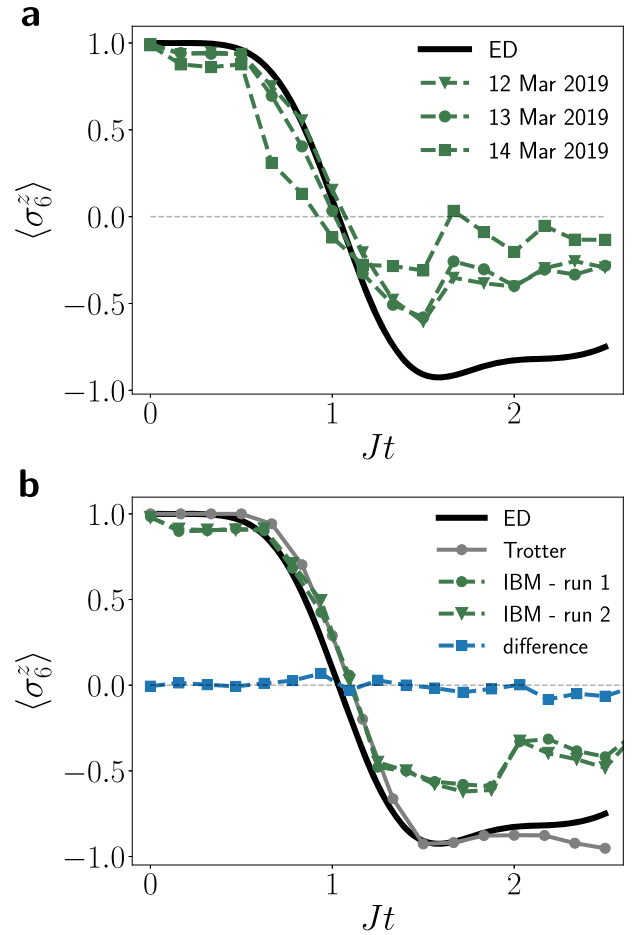 a
1.0
0.5
0.0
−0.5
−1.0
⟨σ₆ᶻ⟩
ED
12 Mar 2019
13 Mar 2019
14 Mar 2019
0
1
2
Jt
b
1.0
0.5
0.0
−0.5
−1.0
⟨σ₆ᶻ⟩
ED
Trotter
IBM - run 1
IBM - run 2
difference
0
1
2
Jt